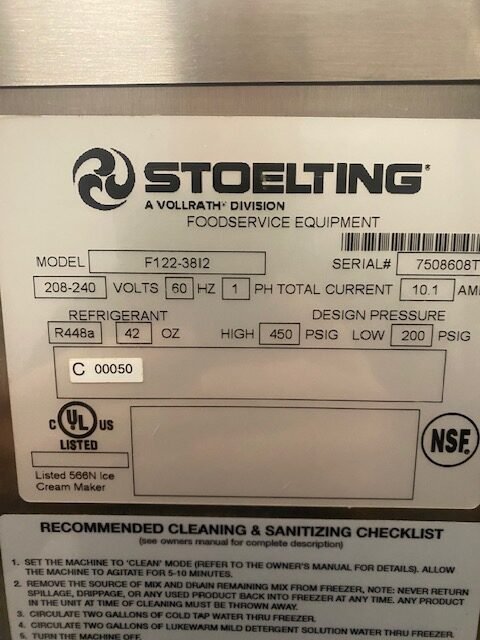 STOELTING®
A VOLLRATH® DIVISION
FOODSERVICE EQUIPMENT
MODEL F122-38I2 SERIAL# 7508608T
208-240 VOLTS 60 HZ 1 PH TOTAL CURRENT 10.1 AM
REFRIGERANT DESIGN PRESSURE
R448a 42 OZ HIGH 450 PSIG LOW 200 PSIG
C 00050
C UL US
LISTED
NSF
Listed 566N Ice
Cream Maker
RECOMMENDED CLEANING & SANITIZING CHECKLIST
(see owners manual for complete description)
1. SET THE MACHINE TO 'CLEAN' MODE (REFER TO THE OWNER'S MANUAL FOR DETAILS). ALLOW
THE MACHINE TO AGITATE FOR 5-10 MINUTES.
2. REMOVE THE SOURCE OF MIX AND DRAIN REMAINING MIX FROM FREEZER, NOTE: NEVER RETURN
SPILLAGE, DRIPPAGE, OR ANY USED PRODUCT BACK INTO FREEZER AT ANY TIME. ANY PRODUCT
IN THE UNIT AT TIME OF CLEANING MUST BE THROWN AWAY.
3. CIRCULATE TWO GALLONS OF COLD TAP WATER THRU FREEZER.
4. CIRCULATE TWO GALLONS OF LUKEWARM MILD DETERGENT SOLUTION WATER THRU FREEZER.
5. TURN THE MACHINE OFF.